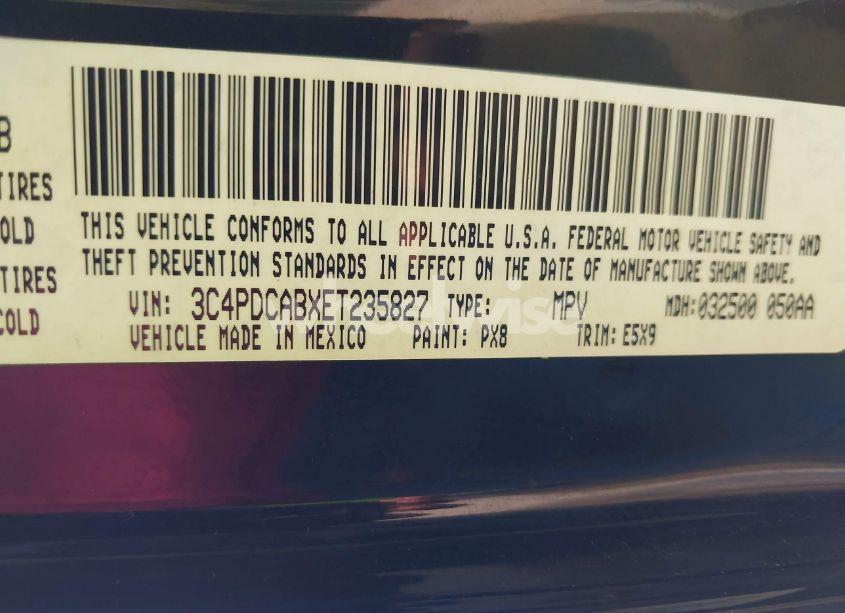 B
TIRES
OLD
TIRES
COLD
THIS VEHICLE CONFORMS TO ALL APPLICABLE U.S.A. FEDERAL MOTOR VEHICLE SAFETY AND
THEFT PREVENTION STANDARDS IN EFFECT ON THE DATE OF MANUFACTURE SHOWN ABOVE.
VIN: 3C4PDCABXET235827 TYPE: MPV MDH:032500 050AA
VEHICLE MADE IN MEXICO PAINT: PX8 TRIM: E5X9